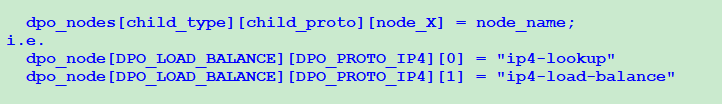 dpo_nodes[child_type][child_proto][node_X] = node_name;
i.e.
dpo_node[DPO_LOAD_BALANCE][DPO_PROTO_IP4][0] = "ip4-lookup"
dpo_node[DPO_LOAD_BALANCE][DPO_PROTO_IP4][1] = "ip4-load-balance"